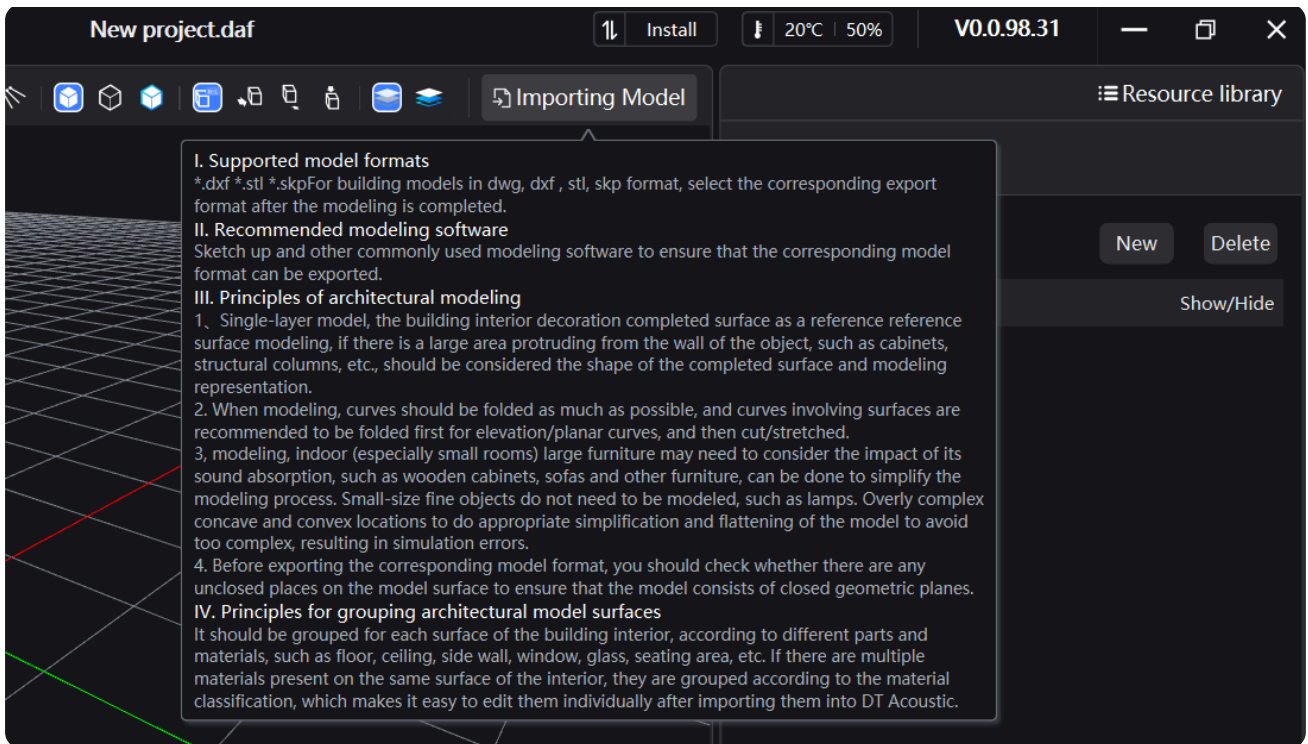 New project.daf
Install
20℃ | 50%
V0.0.98.31
Importing Model
Resource library
I. Supported model formats
*.dxf *.stl *.skpFor building models in dwg, dxf , stl, skp format, select the corresponding export
format after the modeling is completed.
II. Recommended modeling software
Sketch up and other commonly used modeling software to ensure that the corresponding model
format can be exported.
III. Principles of architectural modeling
1、Single-layer model, the building interior decoration completed surface as a reference reference
surface modeling, if there is a large area protruding from the wall of the object, such as cabinets,
structural columns, etc., should be considered the shape of the completed surface and modeling
representation.
2. When modeling, curves should be folded as much as possible, and curves involving surfaces are
recommended to be folded first for elevation/planar curves, and then cut/stretched.
3, modeling, indoor (especially small rooms) large furniture may need to consider the impact of its
sound absorption, such as wooden cabinets, sofas and other furniture, can be done to simplify the
modeling process. Small-size fine objects do not need to be modeled, such as lamps. Overly complex
concave and convex locations to do appropriate simplification and flattening of the model to avoid
too complex, resulting in simulation errors.
4. Before exporting the corresponding model format, you should check whether there are any
unclosed places on the model surface to ensure that the model consists of closed geometric planes.
IV. Principles for grouping architectural model surfaces
It should be grouped for each surface of the building interior, according to different parts and
materials, such as floor, ceiling, side wall, window, glass, seating area, etc. If there are multiple
materials present on the same surface of the interior, they are grouped according to the material
classification, which makes it easy to edit them individually after importing them into DT Acoustic.
New
Delete
Show/Hide